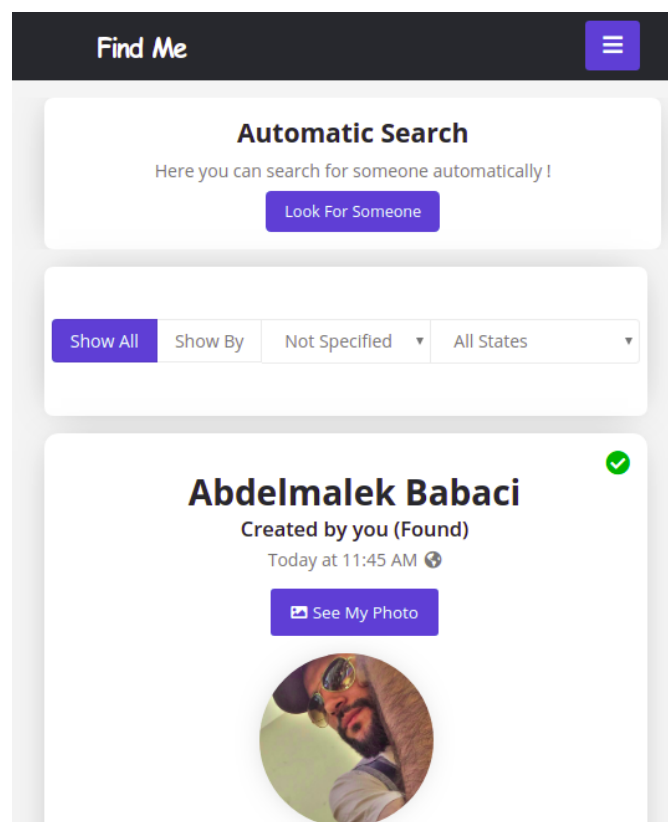 Find Me
Automatic Search
Here you can search for someone automatically !
Look For Someone
Show All Show By Not Specified All States
Abdelmalek Babaci
Created by you (Found)
Today at 11:45 AM
See My Photo